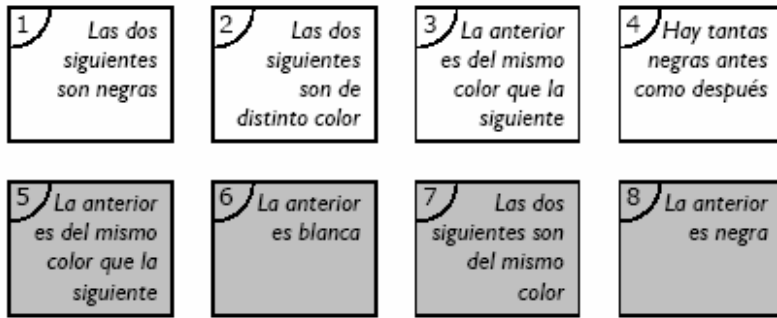 1 Las dos
siguientes
son negras
2 Las dos
siguientes
son de
distinto color
3 La anterior
es del mismo
color que la
siguiente
4 Hay tantas
negras antes
como después
5 La anterior
es del mismo
color que la
siguiente
6 La anterior
es blanca
7 Las dos
siguientes son
del mismo
color
8 La anterior
es negra